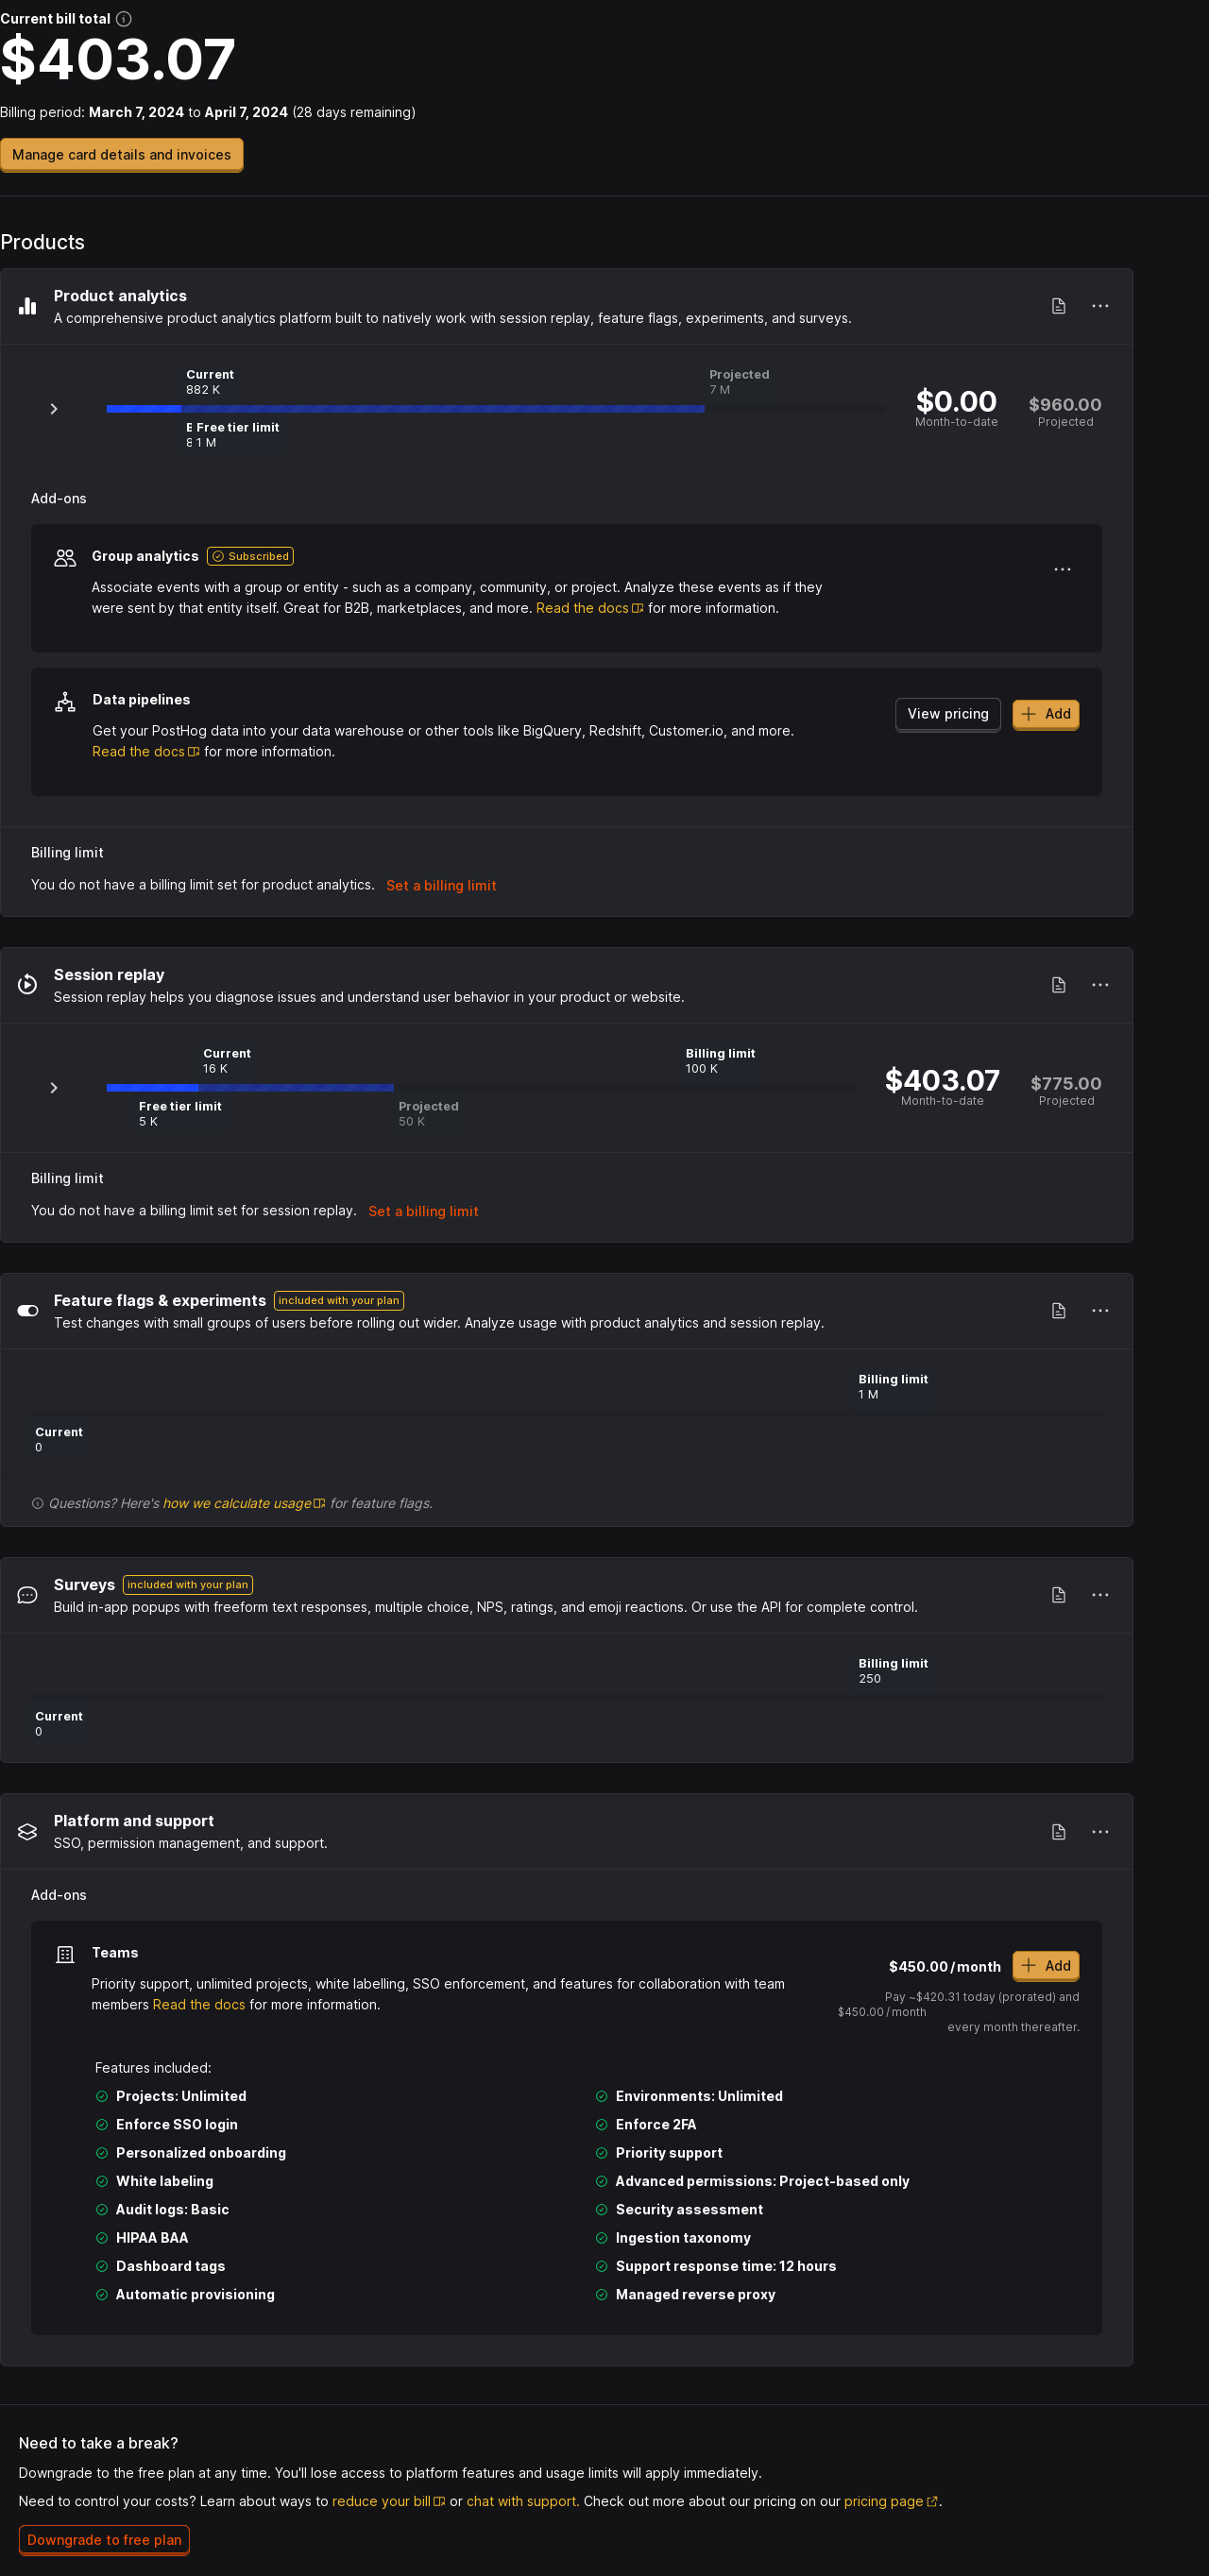 Current bill total
$403.07
Billing period: March 7, 2024 to April 7, 2024 (28 days remaining)
Manage card details and invoices
Products
Product analytics
A comprehensive product analytics platform built to natively work with session replay, feature flags, experiments, and surveys.
Current
882 K
Projected
7 M
$0.00
Month-to-date
$960.00
Projected
Free tier limit
1 M
Add-ons
Group analytics Subscribed
Associate events with a group or entity - such as a company, community, or project. Analyze these events as if they
were sent by that entity itself. Great for B2B, marketplaces, and more. Read the docs for more information.
Data pipelines
View pricing
Add
Get your PostHog data into your data warehouse or other tools like BigQuery, Redshift, Customer.io, and more.
Read the docs for more information.
Billing limit
You do not have a billing limit set for product analytics. Set a billing limit
Session replay
Session replay helps you diagnose issues and understand user behavior in your product or website.
Current
16 K
Billing limit
100 K
$403.07
Month-to-date
$775.00
Projected
Free tier limit
5 K
Projected
50 K
Billing limit
You do not have a billing limit set for session replay. Set a billing limit
Feature flags & experiments included with your plan
Test changes with small groups of users before rolling out wider. Analyze usage with product analytics and session replay.
Billing limit
1 M
Current
0
Questions? Here's how we calculate usage for feature flags.
Surveys included with your plan
Build in-app popups with freeform text responses, multiple choice, NPS, ratings, and emoji reactions. Or use the API for complete control.
Billing limit
250
Current
0
Platform and support
SSO, permission management, and support.
Add-ons
Teams
Priority support, unlimited projects, white labelling, SSO enforcement, and features for collaboration with team
members Read the docs for more information.
$450.00/month
Add
Pay ~$420.31 today (prorated) and
$450.00/month
every month thereafter.
Features included:
Projects: Unlimited
Environments: Unlimited
Enforce SSO login
Enforce 2FA
Personalized onboarding
Priority support
White labeling
Advanced permissions: Project-based only
Audit logs: Basic
Security assessment
HIPAA BAA
Ingestion taxonomy
Dashboard tags
Support response time: 12 hours
Automatic provisioning
Managed reverse proxy
Need to take a break?
Downgrade to the free plan at any time. You'll lose access to platform features and usage limits will apply immediately.
Need to control your costs? Learn about ways to reduce your bill or chat with support. Check out more about our pricing on our pricing page.
Downgrade to free plan